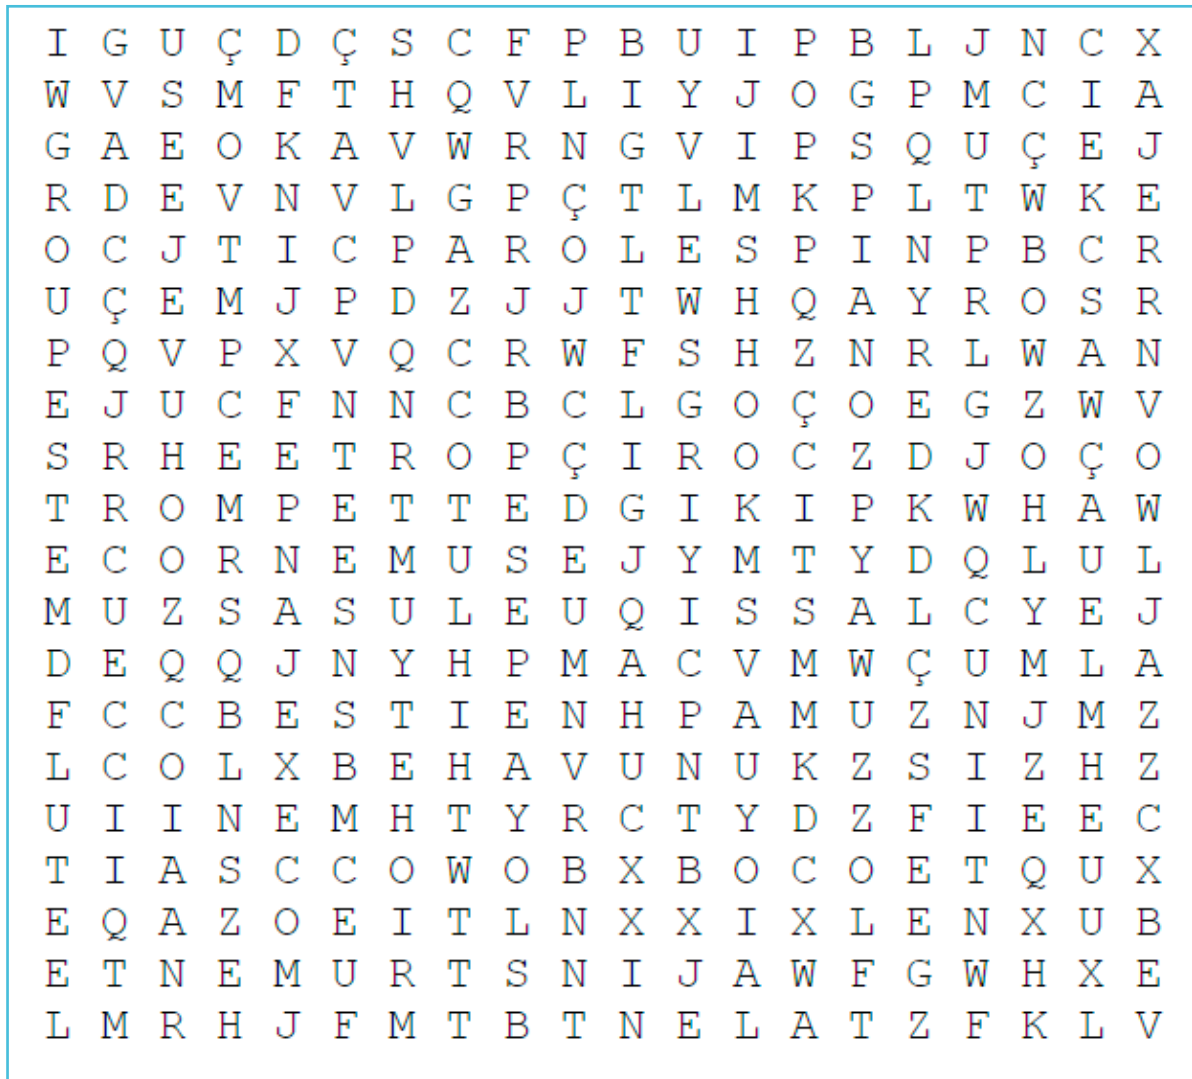 I G U Ç D Ç S C F P B U I P B L J N C X
W V S M F T H Q V L I Y J O G P M C I A
G A E O K A V W R N G V I P S Q U Ç E J
R D E V N V L G P Ç T L M K P L T W K E
O C J T I C P A R O L E S P I N P B C R
U Ç E M J P D Z J J T W H Q A Y R O S R
P Q V P X V Q C R W F S H Z N R L W A N
E J U C F N N C B C L G O Ç O E G Z W V
S R H E E T R O P Ç I R O C Z D J O Ç O
T R O M P E T T E D G I K I P K W H A W
E C O R N E M U S E J Y M T Y D Q L U L
M U Z S A S U L E U Q I S S A L C Y E J
D E Q Q J N Y H P M A C V M W Ç U M L A
F C C B E S T I E N H P A M U Z N J M Z
L C O L X B E H A V U N U K Z S I Z H Z
U I I N E M H T Y R C T Y D Z F I E E C
T I A S C C O W O B X B O C O E T Q U X
E Q A Z O E I T L N X X I X L E N X U B
E T N E M U R T S N I J A W F G W H X E
L M R H J F M T B T N E L A T Z F K L V